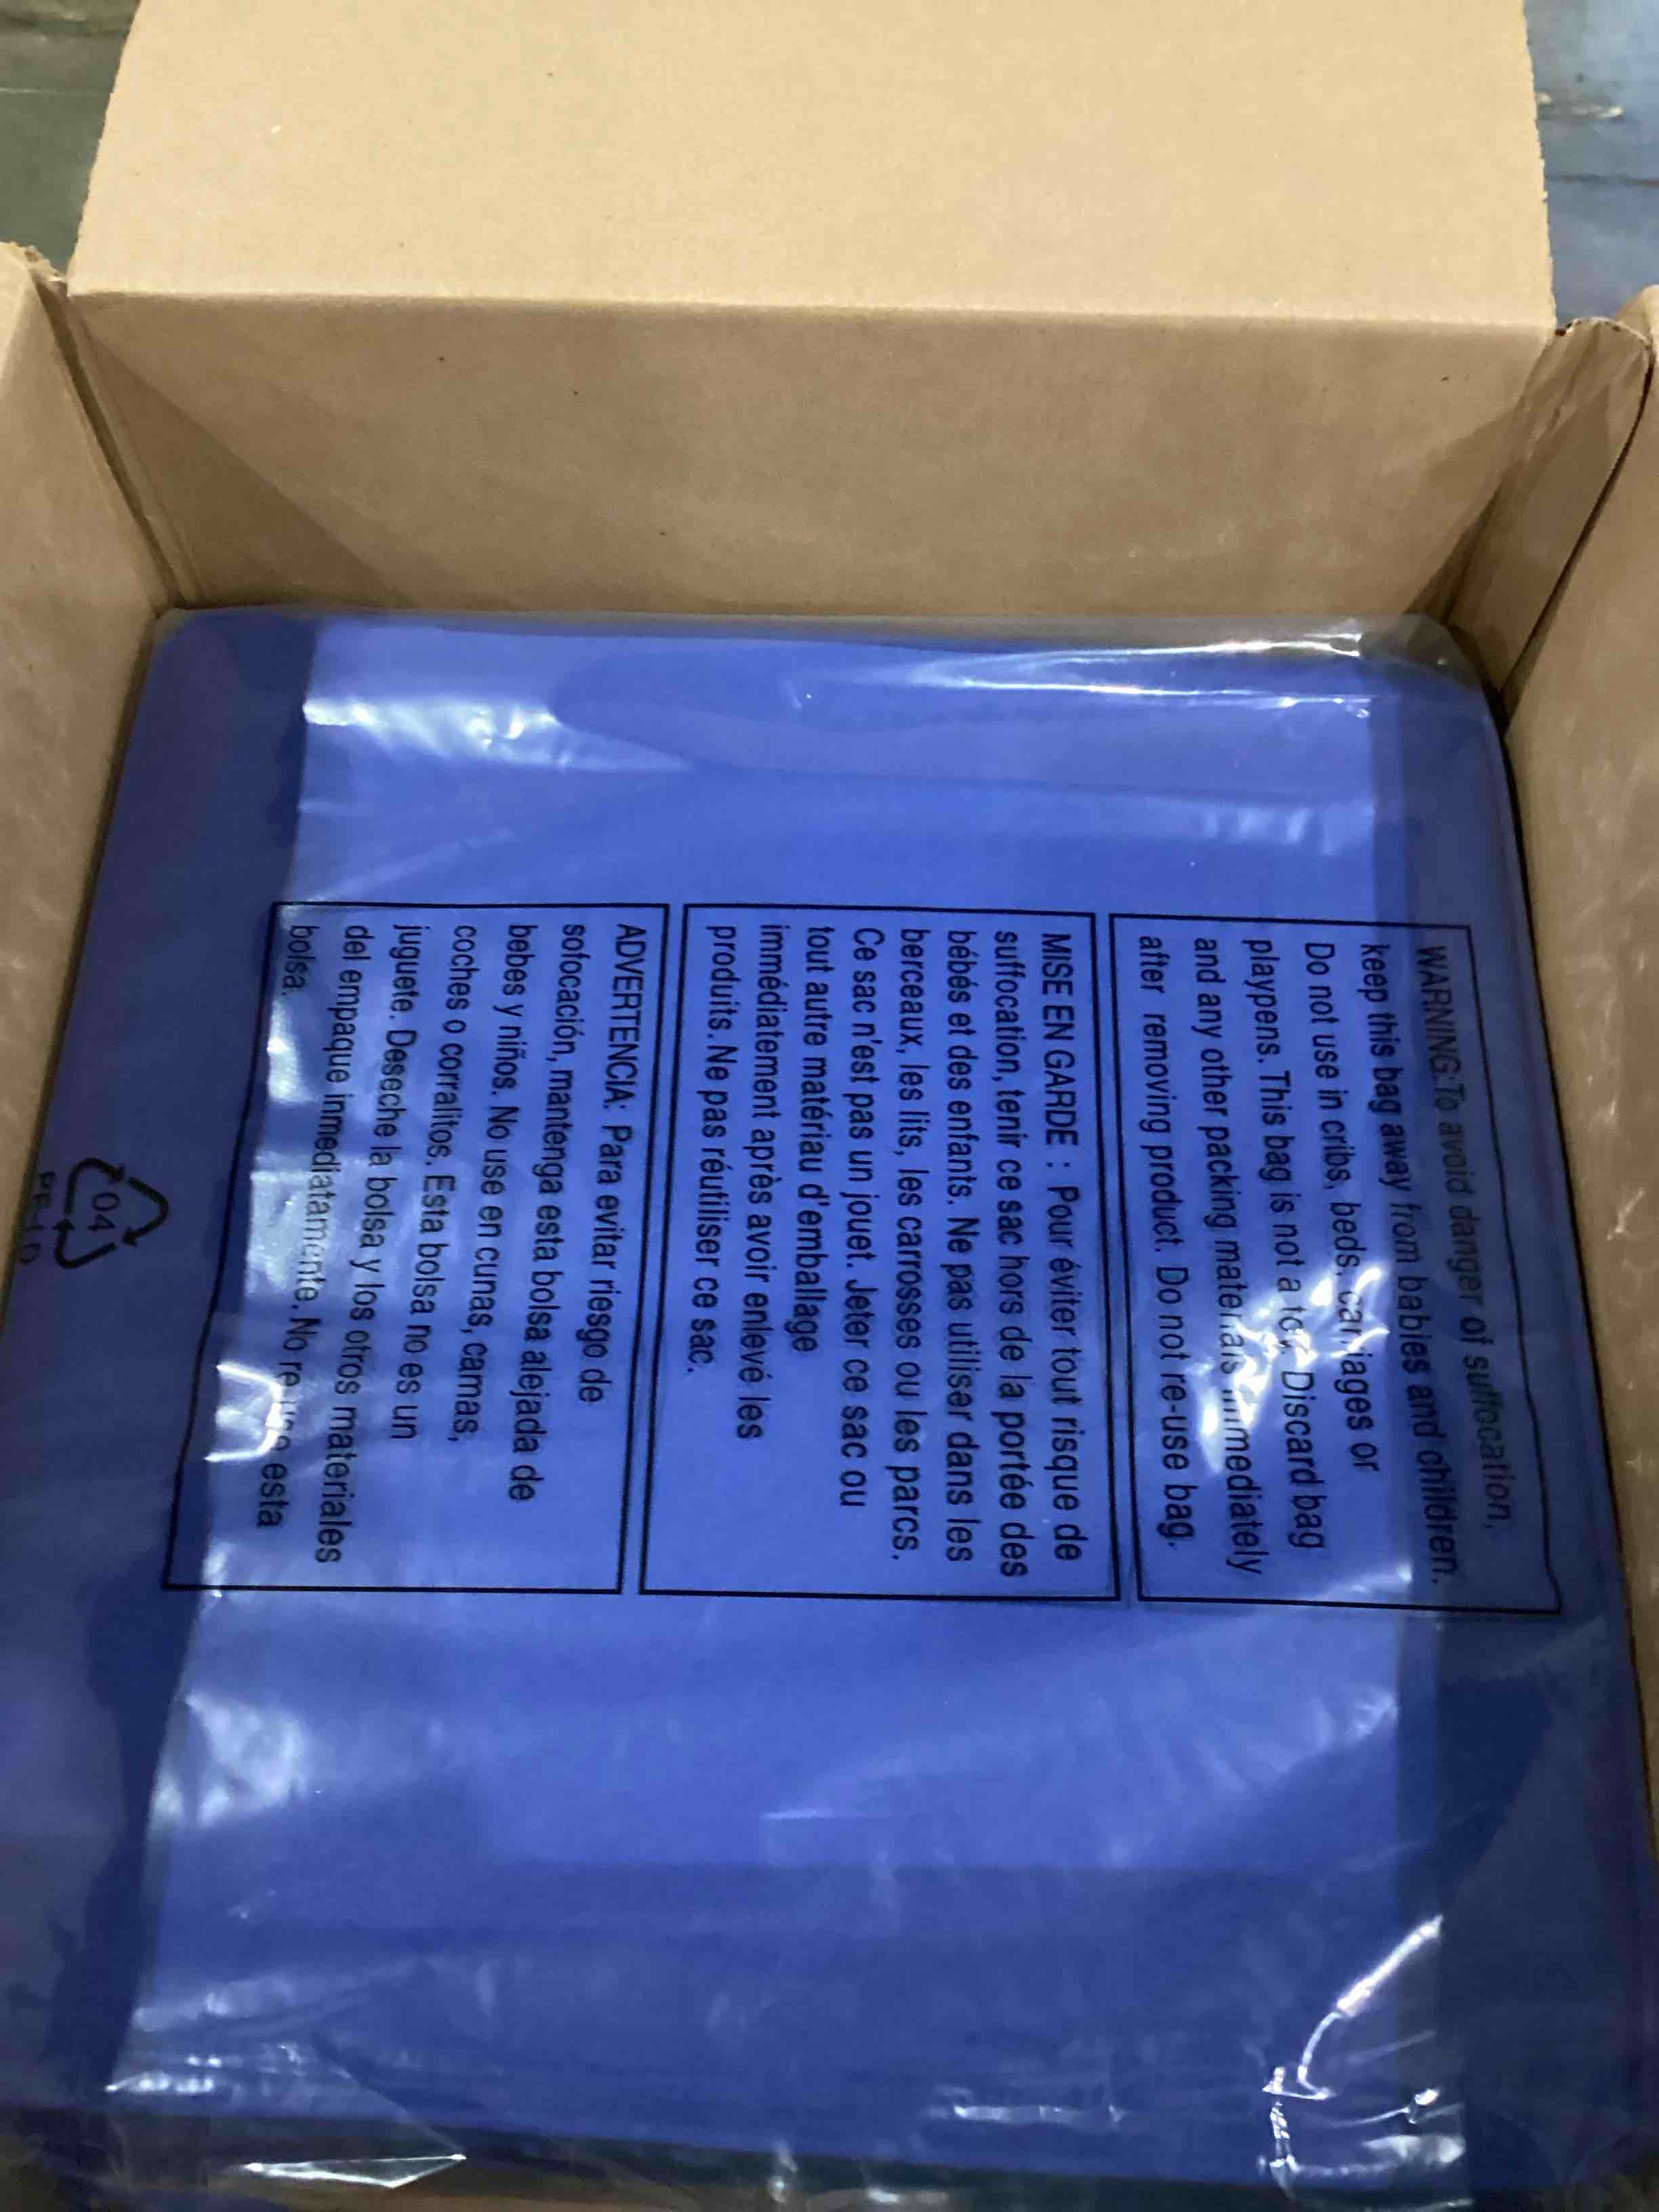 WARNING:To avoid danger of suffocation,
keep this bag away from babies and children.
Do not use in cribs, beds, carriages or
playpens. This bag is not a toy. Discard bag
and any other packing materials immediately
after removing product. Do not re-use bag.
MISE EN GARDE : Pour éviter tout risque de
suffocation, tenir ce sac hors de la portée des
bébés et des enfants. Ne pas utiliser dans les
berceaux, les lits, les carrosses ou les parcs.
Ce sac n'est pas un jouet. Jeter ce sac ou
tout autre matériau d'emballage
immédiatement après avoir enlevé les
produits. Ne pas réutiliser ce sac.
ADVERTENCIA: Para evitar riesgo de
sofocación, mantenga esta bolsa alejada de
bebes y niños. No use en cunas, camas,
coches o corralitos. Esta bolsa no es un
juguete. Deseche la bolsa y los otros materiales
del empaque inmediatamente. No re-use esta
bolsa.
04
PE-LD